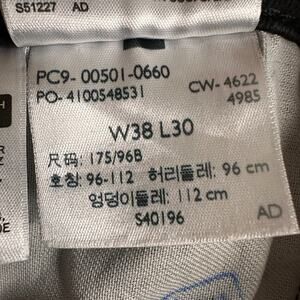 S51227 AD
PC9- 00501-0660
PO- 4100548531
CW- 4622
4985
W38 L30
尺码: 175/96B
호칭: 96-112 허리둘레: 96 cm
엉덩이둘레: 112 cm
S40196
AD